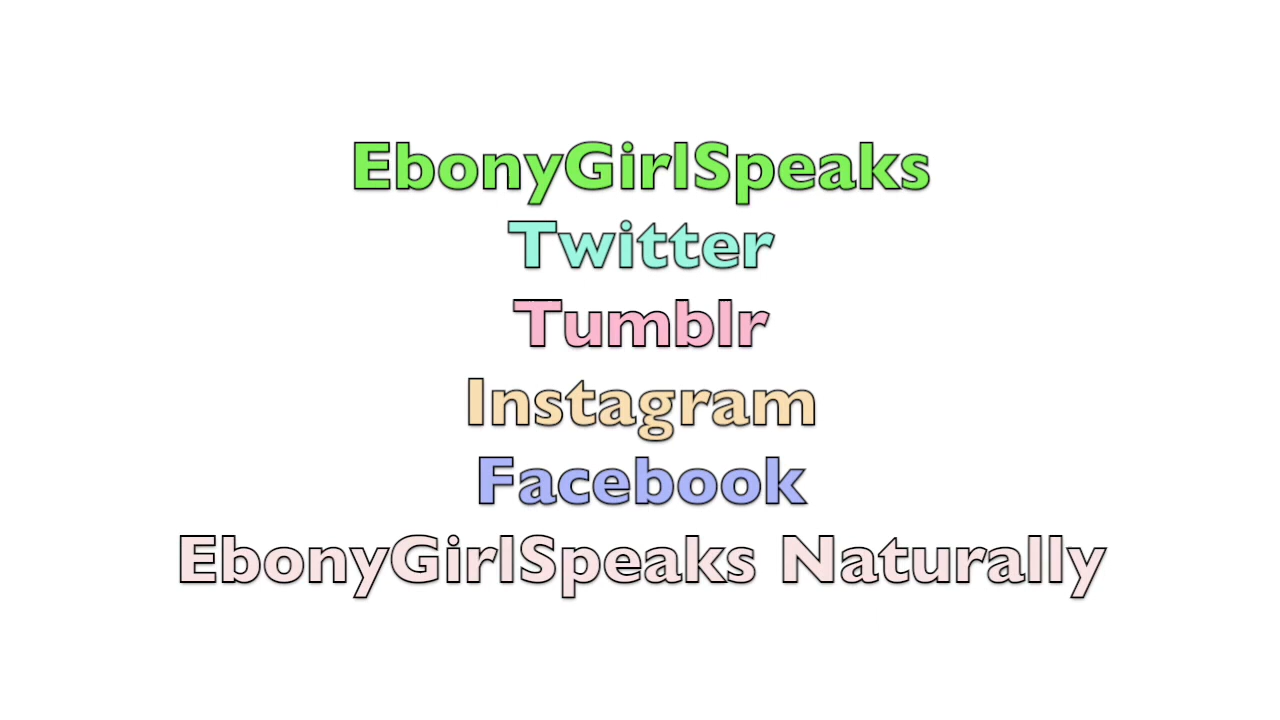 EbonyGirlSpeaks
Twitter
Tumblr
Instagram
Facebook
EbonyGirlSpeaks Naturally